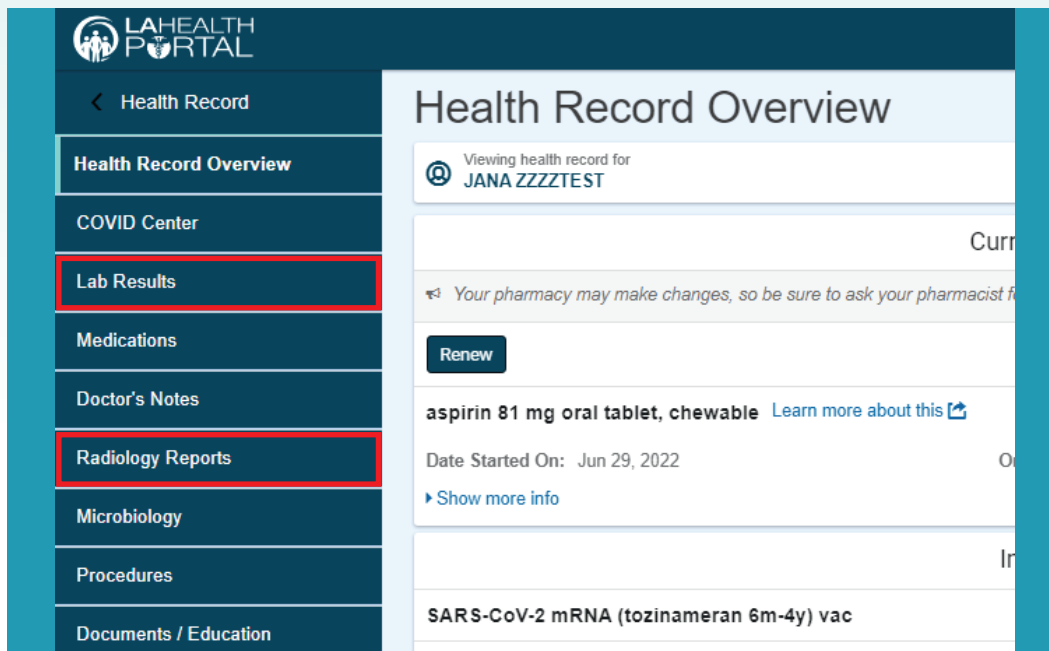 LAHEALTH
PORTAL
Health Record
Health Record Overview
COVID Center
Lab Results
Medications
Doctor's Notes
Radiology Reports
Microbiology
Procedures
Documents / Education
Health Record Overview
Viewing health record for
JANA ZZZZTEST
Curr
Your pharmacy may make changes, so be sure to ask your pharmacist
Renew
aspirin 81 mg oral tablet, chewable Learn more about this
Date Started On: Jun 29, 2022
Show more info
SARS-CoV-2 mRNA (tozinameran 6m-4y) vac